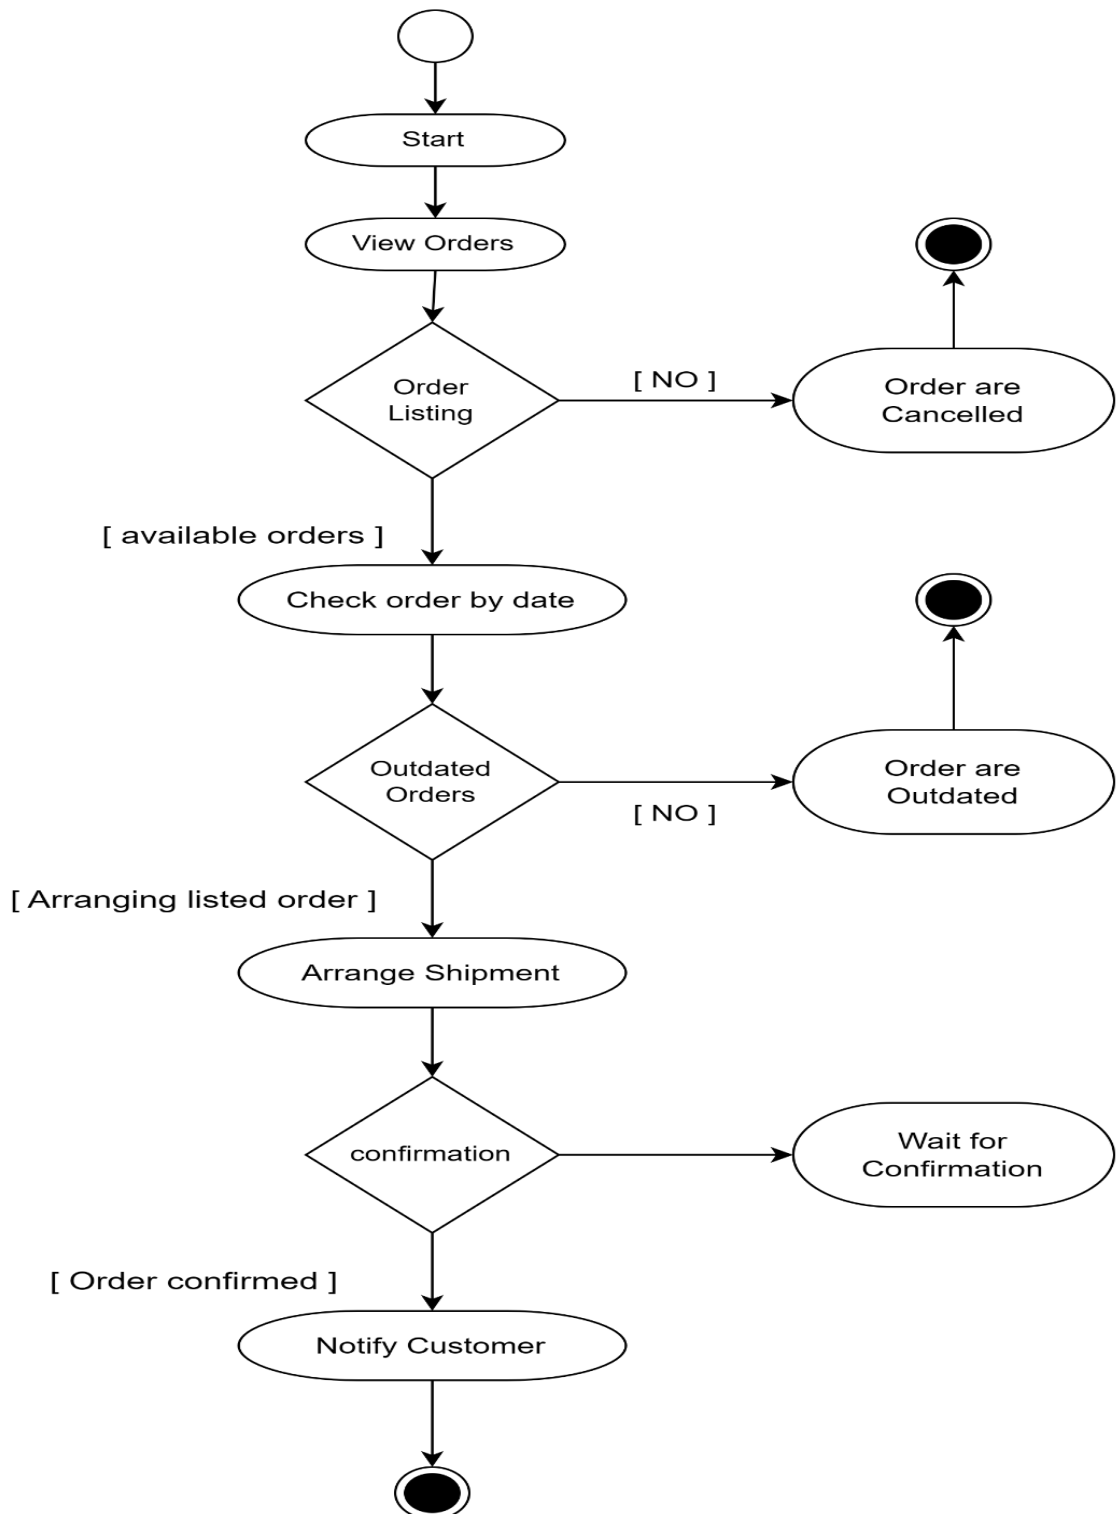 Start
View Orders
Order
Listing
[ NO ]
Order are
Cancelled
[ available orders ]
Check order by date
Outdated
Orders
[ NO ]
Order are
Outdated
[ Arranging listed order ]
Arrange Shipment
confirmation
Wait for
Confirmation
[ Order confirmed ]
Notify Customer